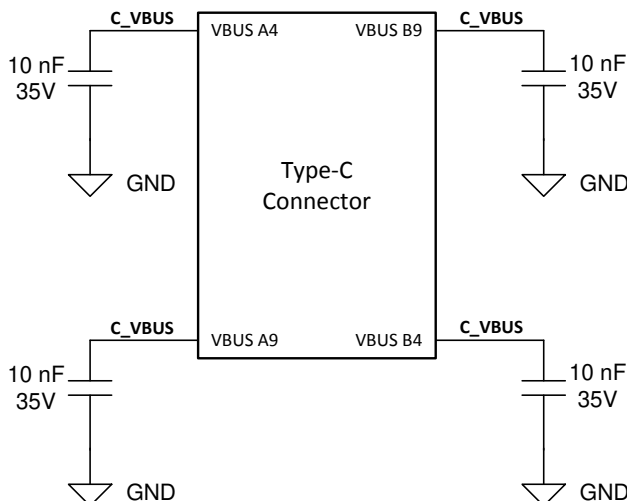 C_VBUS
C_VBUS
VBUS A4
VBUS B9
10 nF
35V
10 nF
35V
GND
Type-C
Connector
GND
C_VBUS
C_VBUS
VBUS A9
VBUS B4
10 nF
35V
10 nF
35V
GND
GND